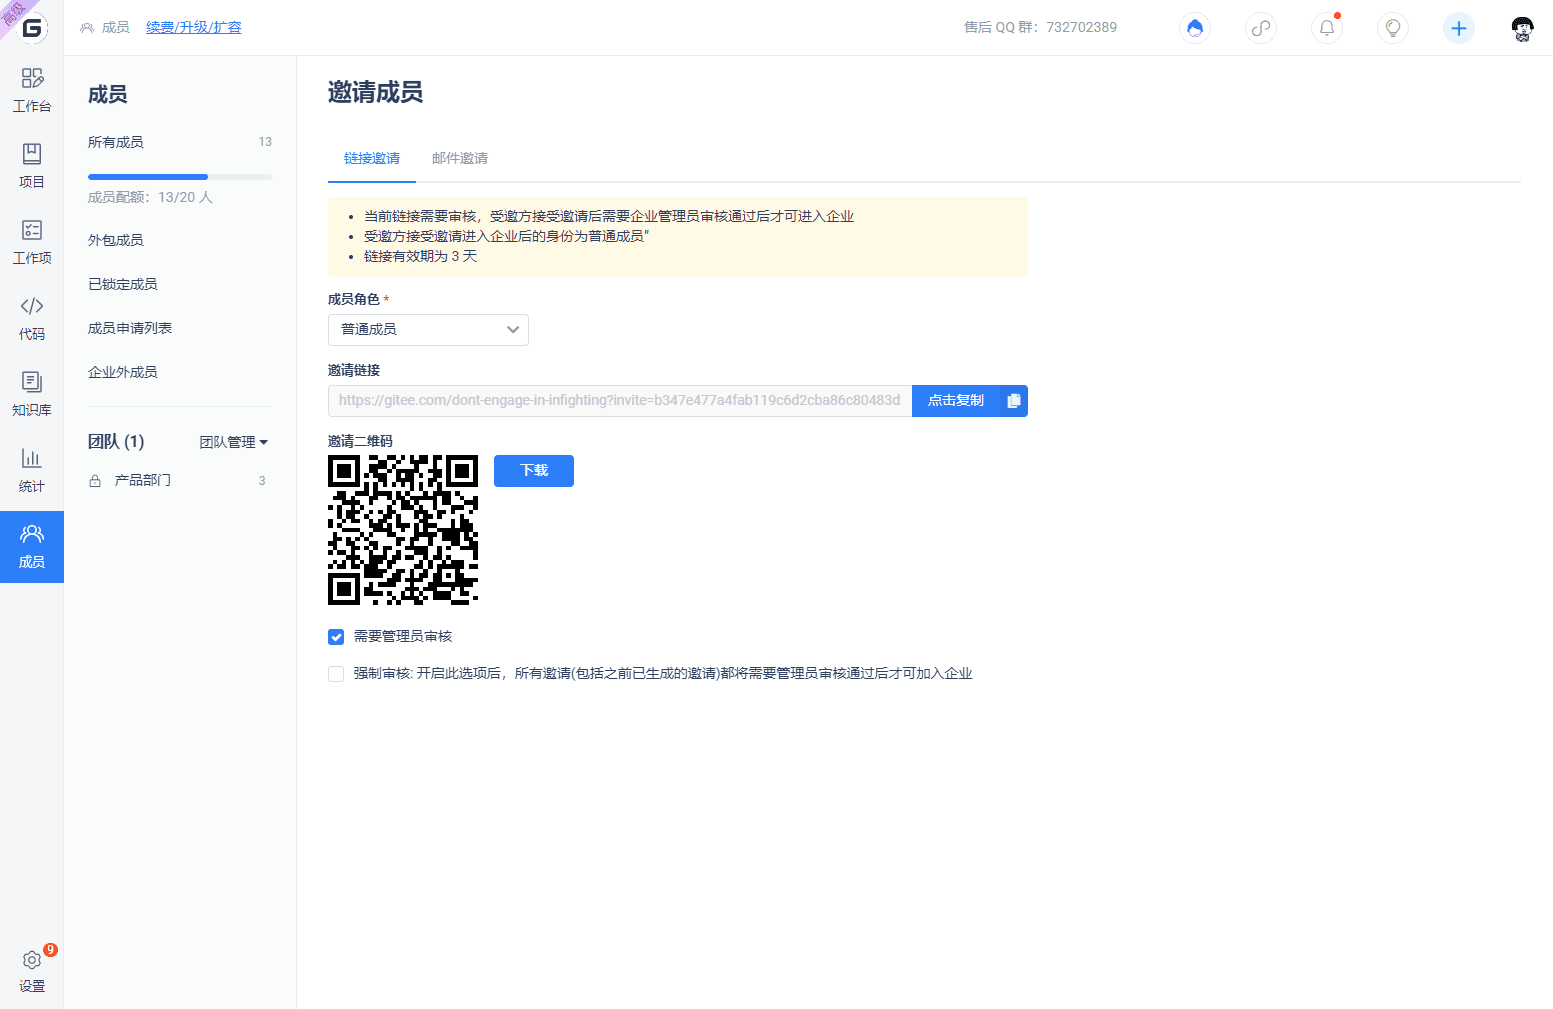 高级
成员 续费/升级/扩容 售后 QQ 群：732702389
工作台
项目
工作项
代码
知识库
统计
成员
9
设置
成员
所有成员 13
成员配额：13/20 人
外包成员
已锁定成员
成员申请列表
企业外成员
团队 (1) 团队管理
产品部门 3
邀请成员
链接邀请 邮件邀请
• 当前链接需要审核，受邀方接受邀请后需要企业管理员审核通过后才可进入企业
• 受邀方接受邀请进入企业后的身份为普通成员”
• 链接有效期为 3 天
成员角色 *
普通成员
邀请链接
https://gitee.com/dont-engage-in-infighting?invite=b347e477a4fab119c6d2cba86c80483d 点击复制
邀请二维码
下载
需要管理员审核
强制审核: 开启此选项后，所有邀请(包括之前已生成的邀请)都将需要管理员审核通过后才可加入企业